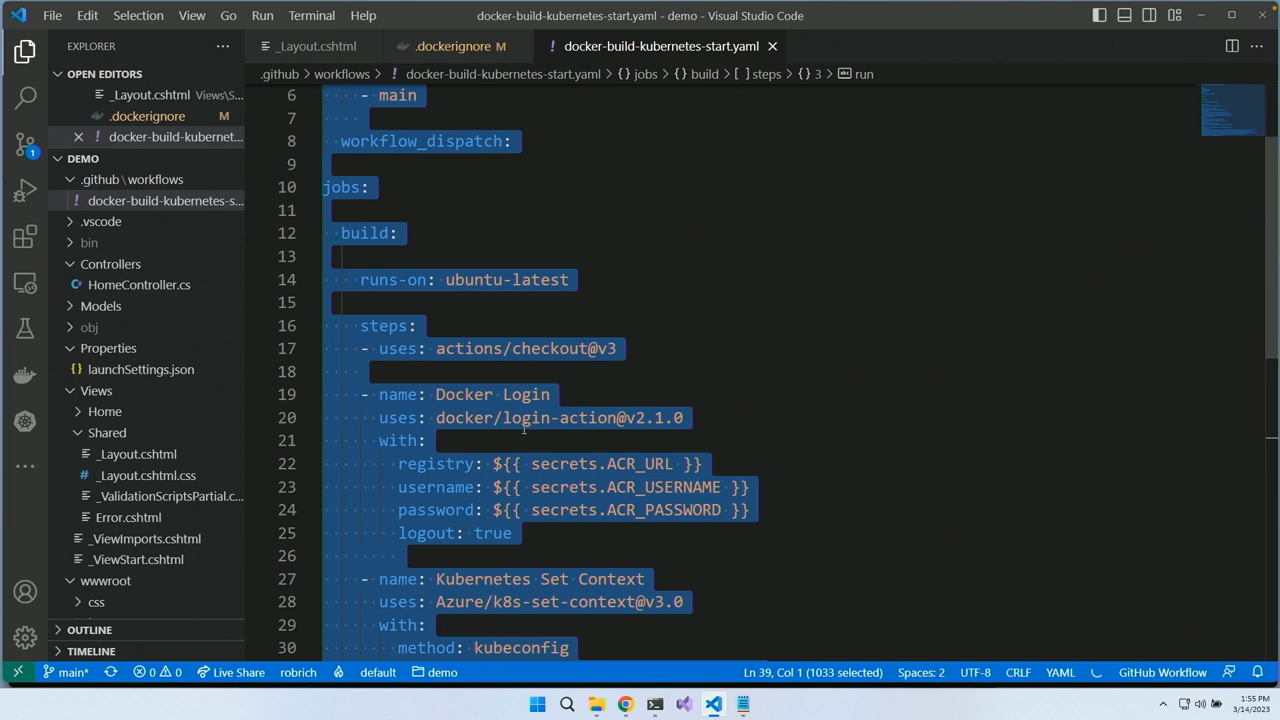 File Edit Selection View Go Run Terminal Help
docker-build-kubernetes-start.yaml - demo - Visual Studio Code
EXPLORER
OPEN EDITORS
_Layout.cshtml Views\S...
.dockerignore M
docker-build-kubernet...
DEMO
.github\workflows
docker-build-kubernetes-s...
.vscode
bin
Controllers
HomeController.cs
Models
obj
Properties
launchSettings.json
Views
Home
Shared
_Layout.cshtml
_Layout.cshtml.css
_ValidationScriptsPartial.c...
Error.cshtml
_ViewImports.cshtml
_ViewStart.cshtml
wwwroot
css
OUTLINE
TIMELINE
_Layout.cshtml
.dockerignore M
docker-build-kubernetes-start.yaml
.github > workflows > docker-build-kubernetes-start.yaml > {} jobs > {} build > [ ] steps > {} 3 > abc run
6 - main
7
8 workflow_dispatch:
9
10 jobs:
11
12 build:
13
14 runs-on: ubuntu-latest
15
16 steps:
17 - uses: actions/checkout@v3
18
19 - name: Docker Login
20 uses: docker/login-action@v2.1.0
21 with:
22 registry: ${{ secrets.ACR_URL }}
23 username: ${{ secrets.ACR_USERNAME }}
24 password: ${{ secrets.ACR_PASSWORD }}
25 logout: true
26
27 - name: Kubernetes Set Context
28 uses: Azure/k8s-set-context@v3.0
29 with:
30 method: kubeconfig
main* 0 0 Live Share robrich default demo
Ln 39, Col 1 (1033 selected) Spaces: 2 UTF-8 CRLF YAML GitHub Workflow
1:55 PM
3/14/2023
1